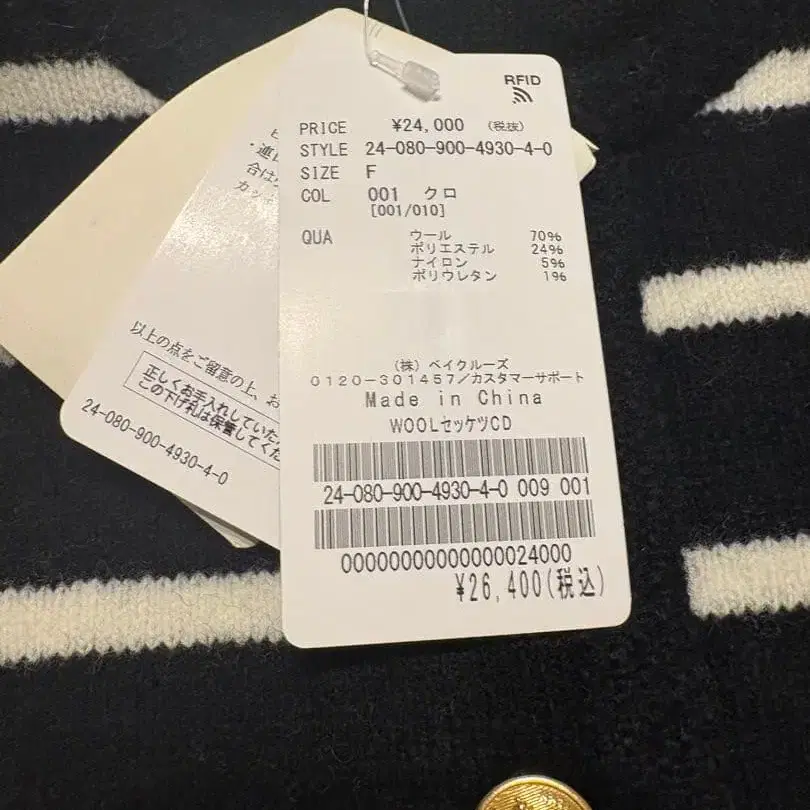 RFID
PRICE ¥24,000 (税抜)
STYLE 24-080-900-4930-4-0
SIZE F
COL 001 クロ
[001/010]
QUA ウール 70%
ポリエステル 24%
ナイロン 5%
ポリウレタン 1%
(株) ベイクルーズ
0120-301457/カスタマーサポート
Made in China
WOOLセッケツCD
24-080-900-4930-4-0 009 001
00000000000000024000
¥26,400(税込)
合は
カッ
以上の点をご留意の上、お
正しくお手入れしていた
この下げ札は保管してくだ
24-080-900-4930-4-0